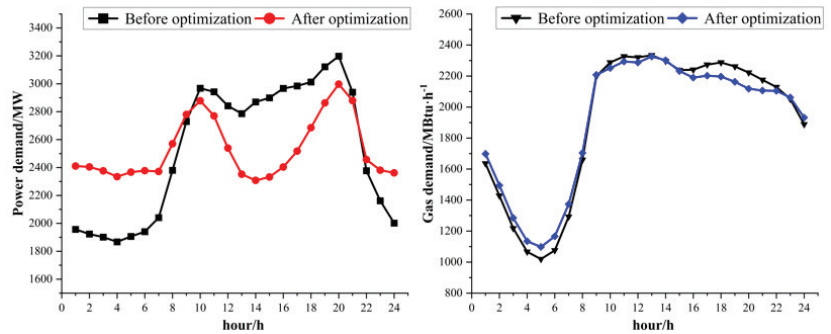 Before optimization After optimization
3400
3200
3000
2800
2600
2400
2200
2000
1800
1600
Power demand/MW
0 2 4 6 8 10 12 14 16 18 20 22 24
hour/h
Before optimization After optimization
2600
2400
2200
2000
1800
1600
1400
1200
1000
800
Gas demand/MBtu·h⁻¹
0 2 4 6 8 10 12 14 16 18 20 22 24
hour/h